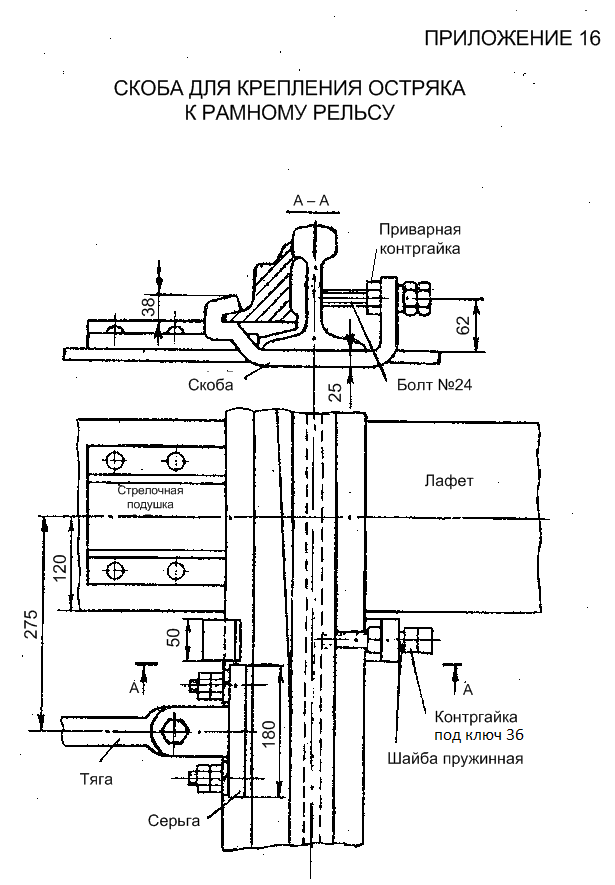 ПРИЛОЖЕНИЕ 16
СКОБА ДЛЯ КРЕПЛЕНИЯ ОСТРЯКА
К РАМНОМУ РЕЛЬСУ
А – А
Приварная
контргайка
38
62
Скоба
25
Болт №24
Стрелочная
подушка
Лафет
120
275
50
А
А
180
Контргайка
под ключ 36
Шайба пружинная
Тяга
Серьга